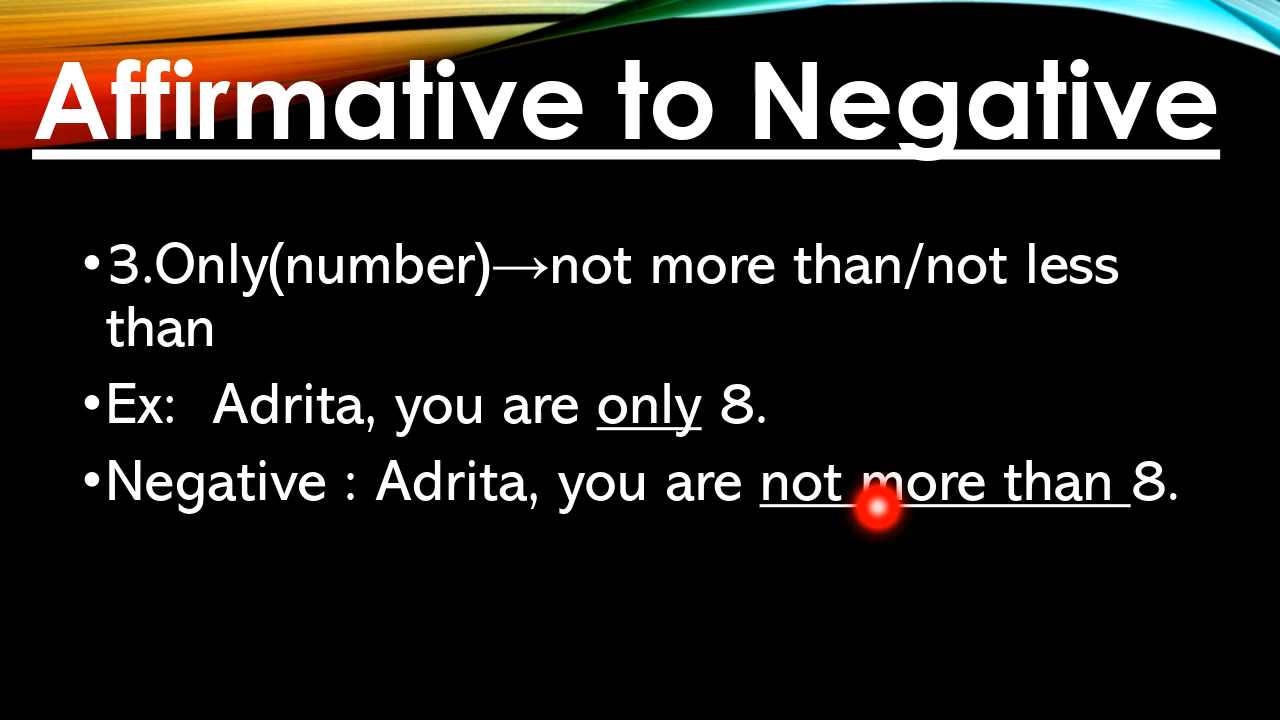 Affirmative to Negative
•3.Only(number)→not more than/not less
than
•Ex:  Adrita, you are only 8.
•Negative : Adrita, you are not more than 8.